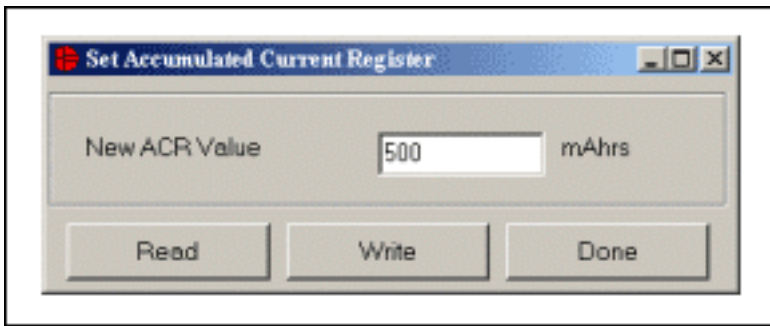 Set Accumulated Current Register
New ACR Value 500 mAhrs
Read Write Done